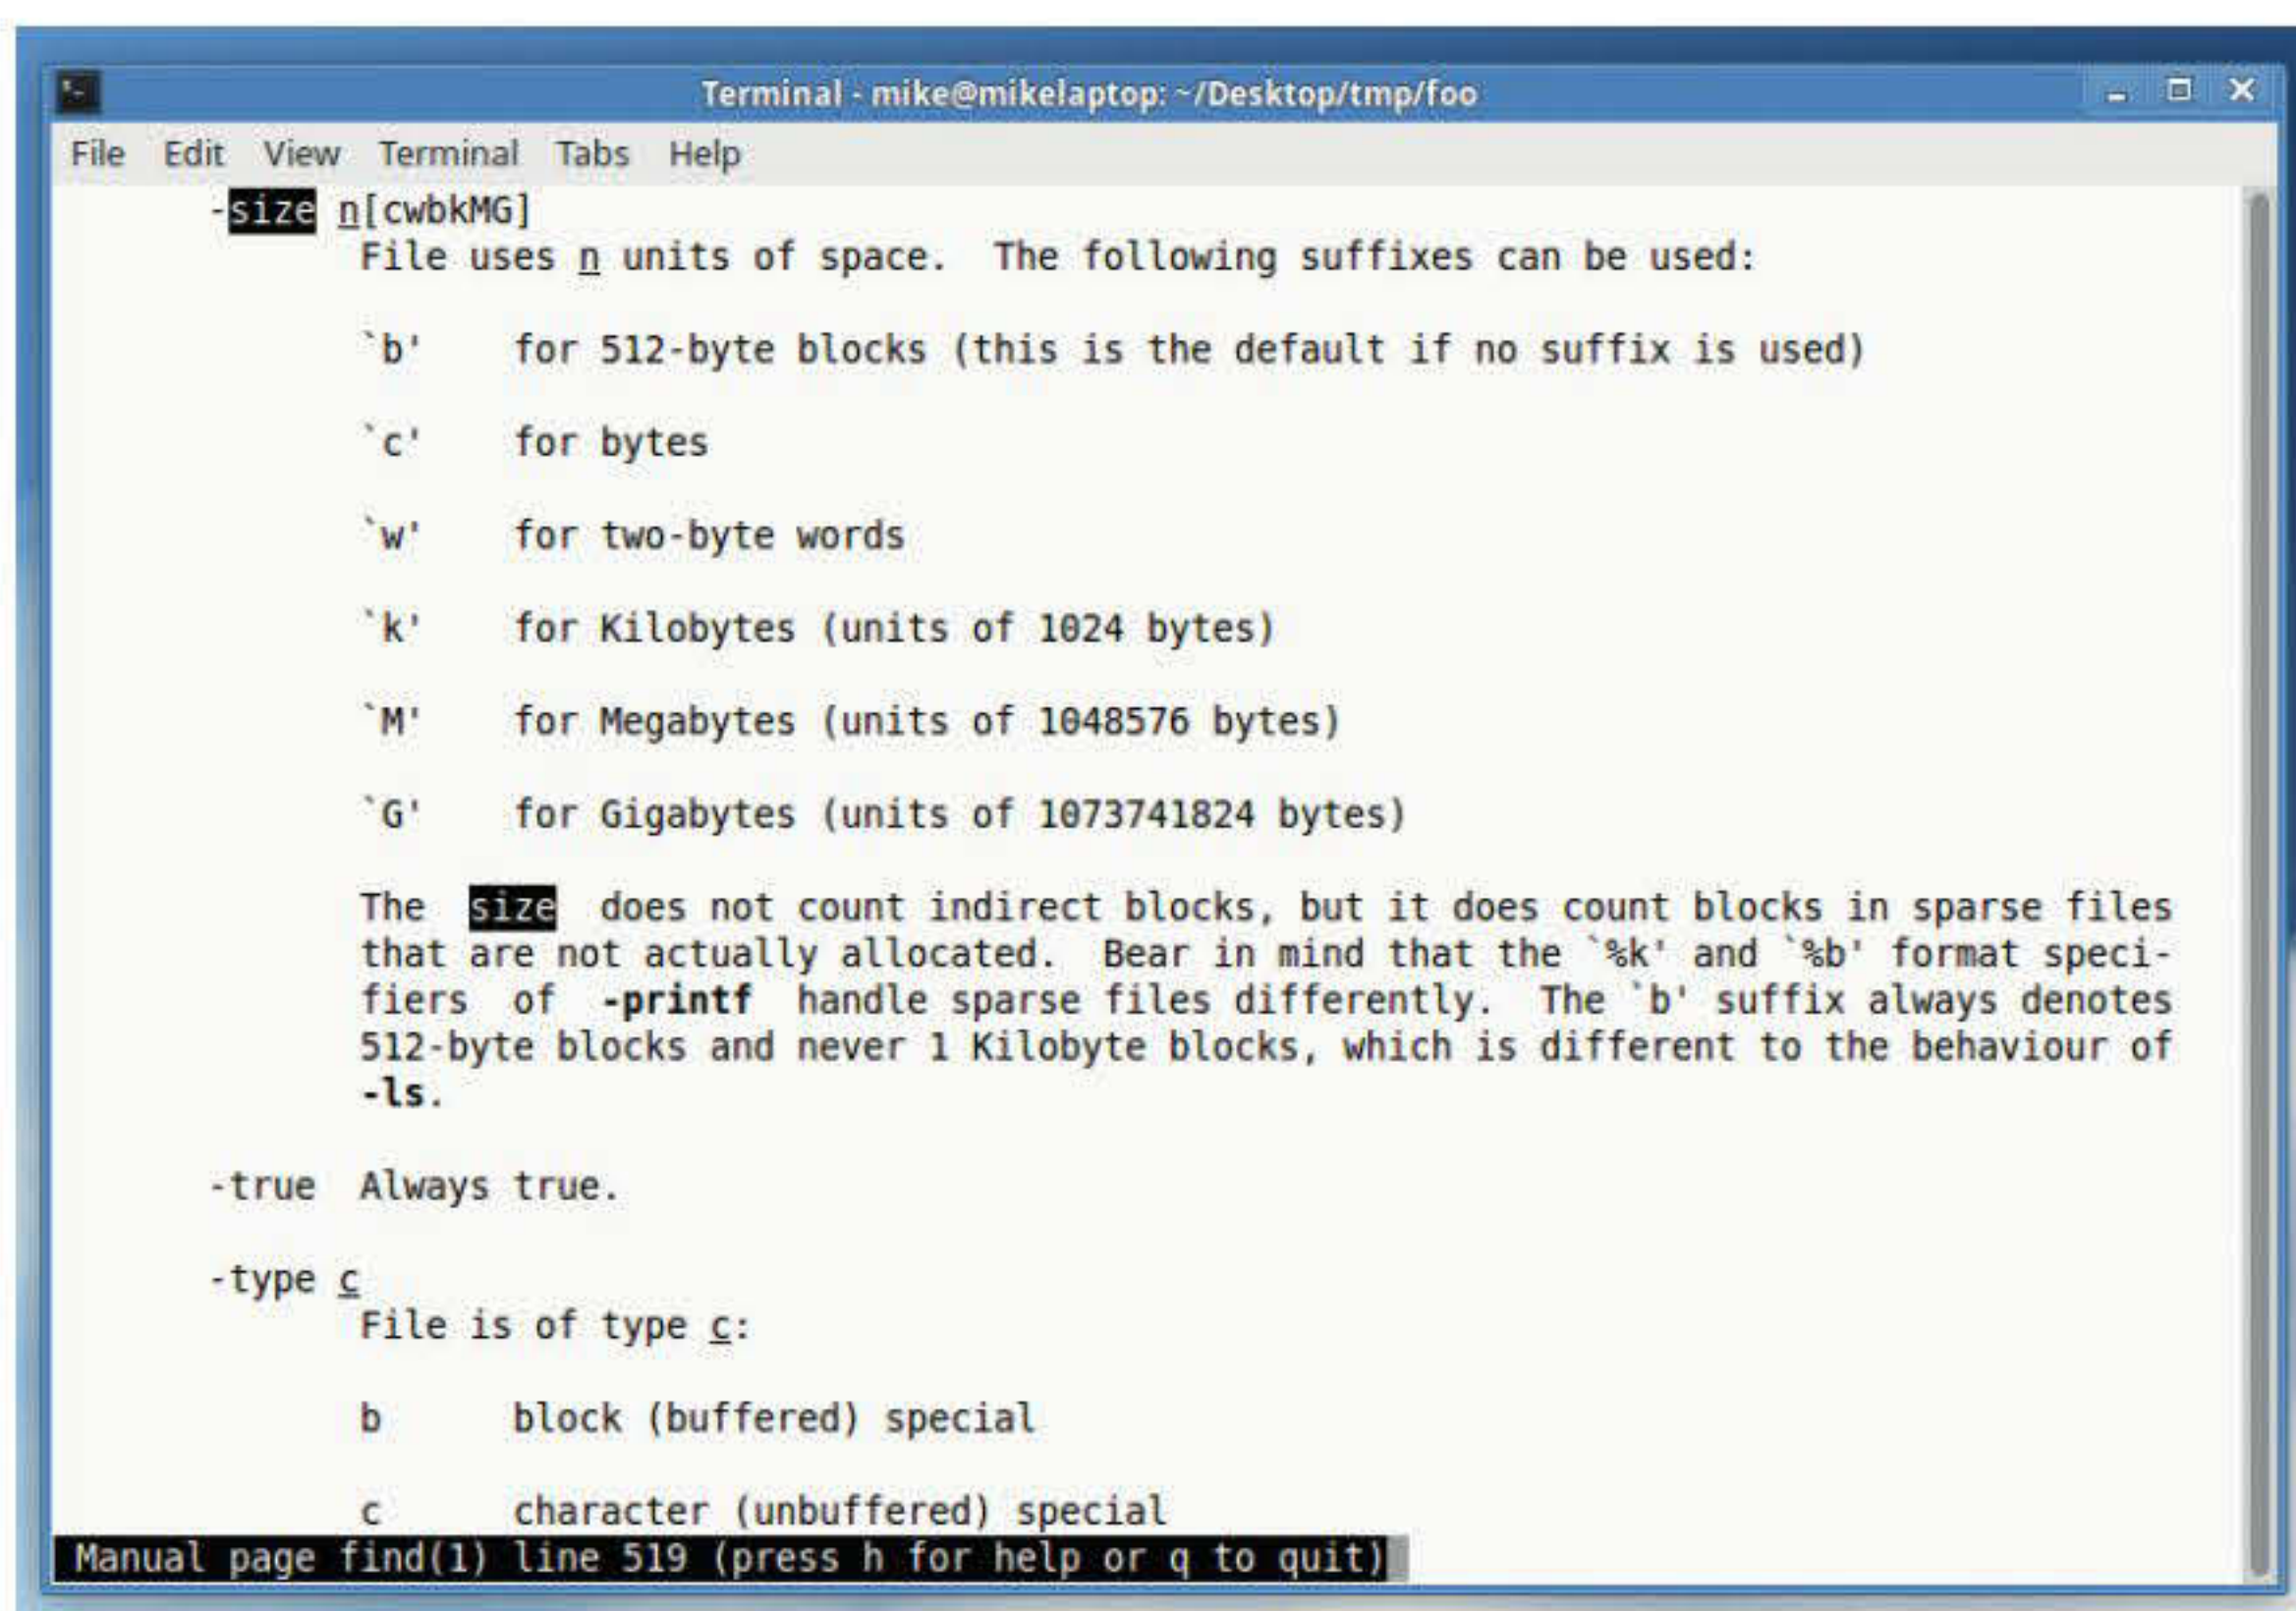 Terminal - mike@mikelaptop: ~/Desktop/tmp/foo
File Edit View Terminal Tabs Help
-size n[cwbkMG]
File uses n units of space.  The following suffixes can be used:
`b'    for 512-byte blocks (this is the default if no suffix is used)
`c'    for bytes
`w'    for two-byte words
`k'    for Kilobytes (units of 1024 bytes)
`M'    for Megabytes (units of 1048576 bytes)
`G'    for Gigabytes (units of 1073741824 bytes)
The  size  does not count indirect blocks, but it does count blocks in sparse files
that are not actually allocated.  Bear in mind that the `%k' and `%b' format speci-
fiers  of  -printf  handle sparse files differently.  The `b' suffix always denotes
512-byte blocks and never 1 Kilobyte blocks, which is different to the behaviour of
-ls.
-true  Always true.
-type c
File is of type c:
b      block (buffered) special
c      character (unbuffered) special
Manual page find(1) line 519 (press h for help or q to quit)